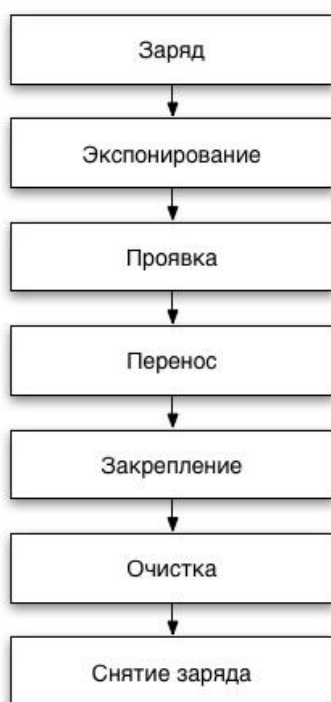 Заряд
Экспонирование
Проявка
Перенос
Закрепление
Очистка
Снятие заряда